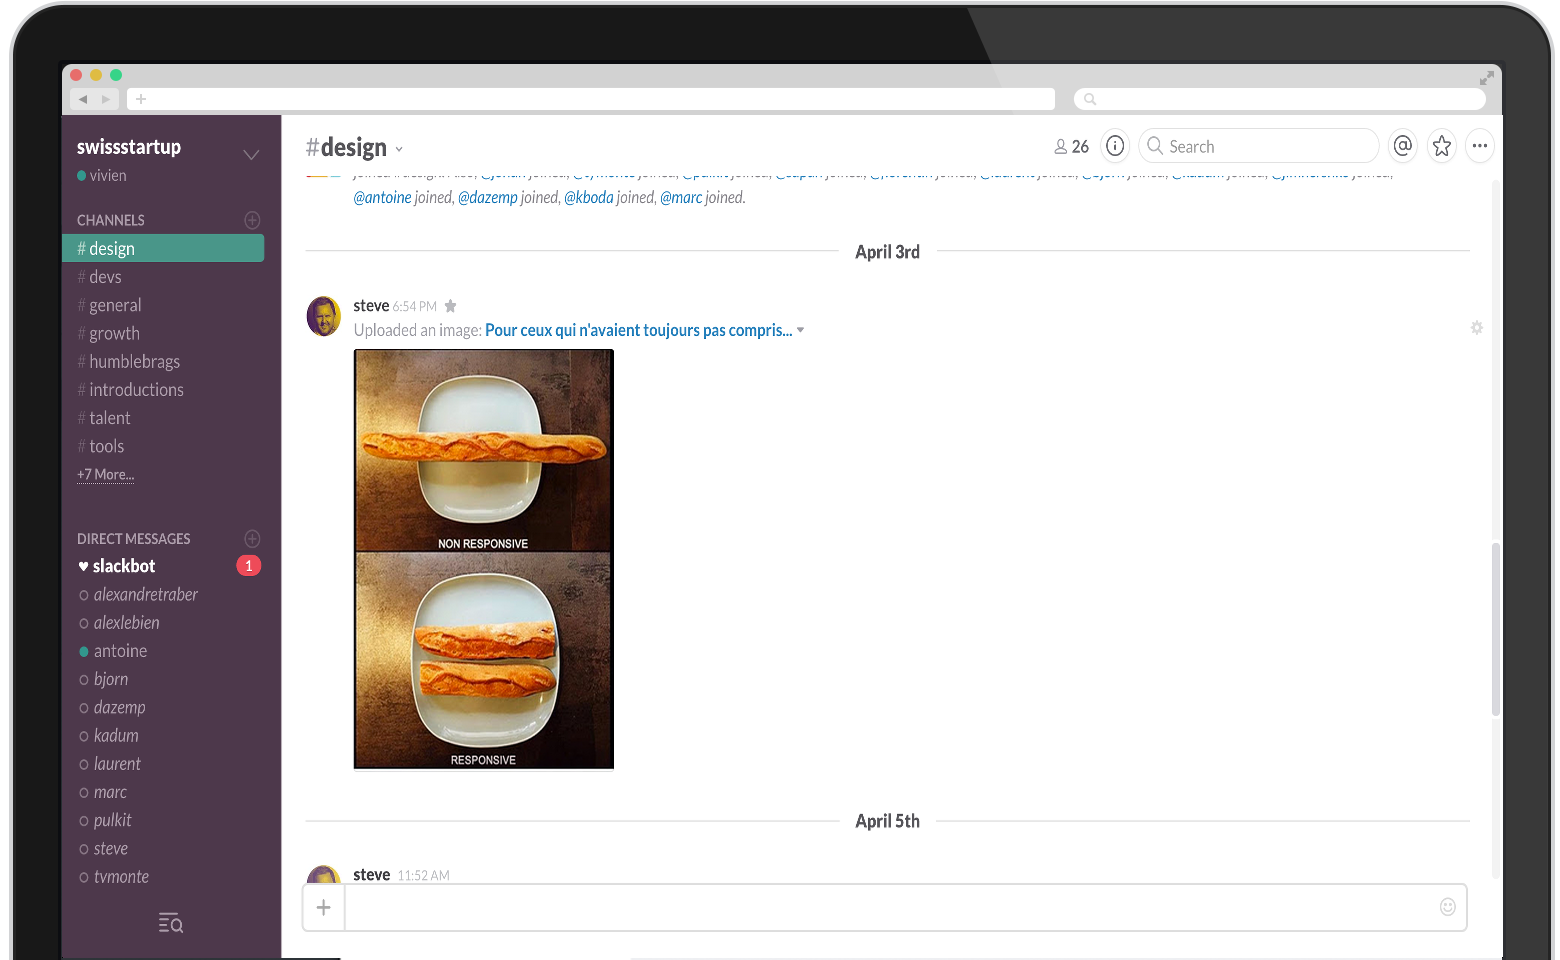 swissstartup
vivien
CHANNELS
# design
# devs
# general
# growth
# humblebrags
# introductions
# talent
# tools
+7 More...
DIRECT MESSAGES
♥ slackbot 1
alexandretraber
alexlebien
antoine
bjorn
dazemp
kadum
laurent
marc
pulkit
steve
tvmonte
#design
26
Search
@antoine joined, @dazemp joined, @kboda joined, @marc joined.
April 3rd
steve 6:54 PM
Uploaded an image: Pour ceux qui n'avaient toujours pas compris...
NON RESPONSIVE
RESPONSIVE
April 5th
steve 11:52 AM